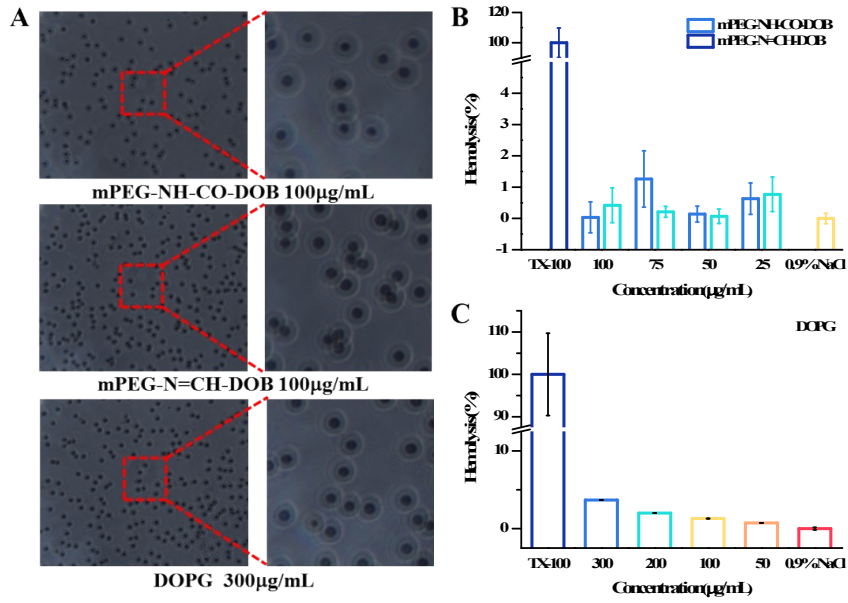 A
mPEG-NH-CO-DOB 100μg/mL
mPEG-N=CH-DOB 100μg/mL
DOPG 300μg/mL
B
mPEG-NH-CO-DOB
mPEG-N=CH-DOB
Hemolysis(%)
120
100
80
4
2
0
-1
TX-100 100 75 50 25 0.9%NaCl
Concentration(μg/mL)
C
DOPG
Hemolysis(%)
110
100
90
10
0
TX-100 300 200 100 50 0.9%NaCl
Concentration(μg/mL)